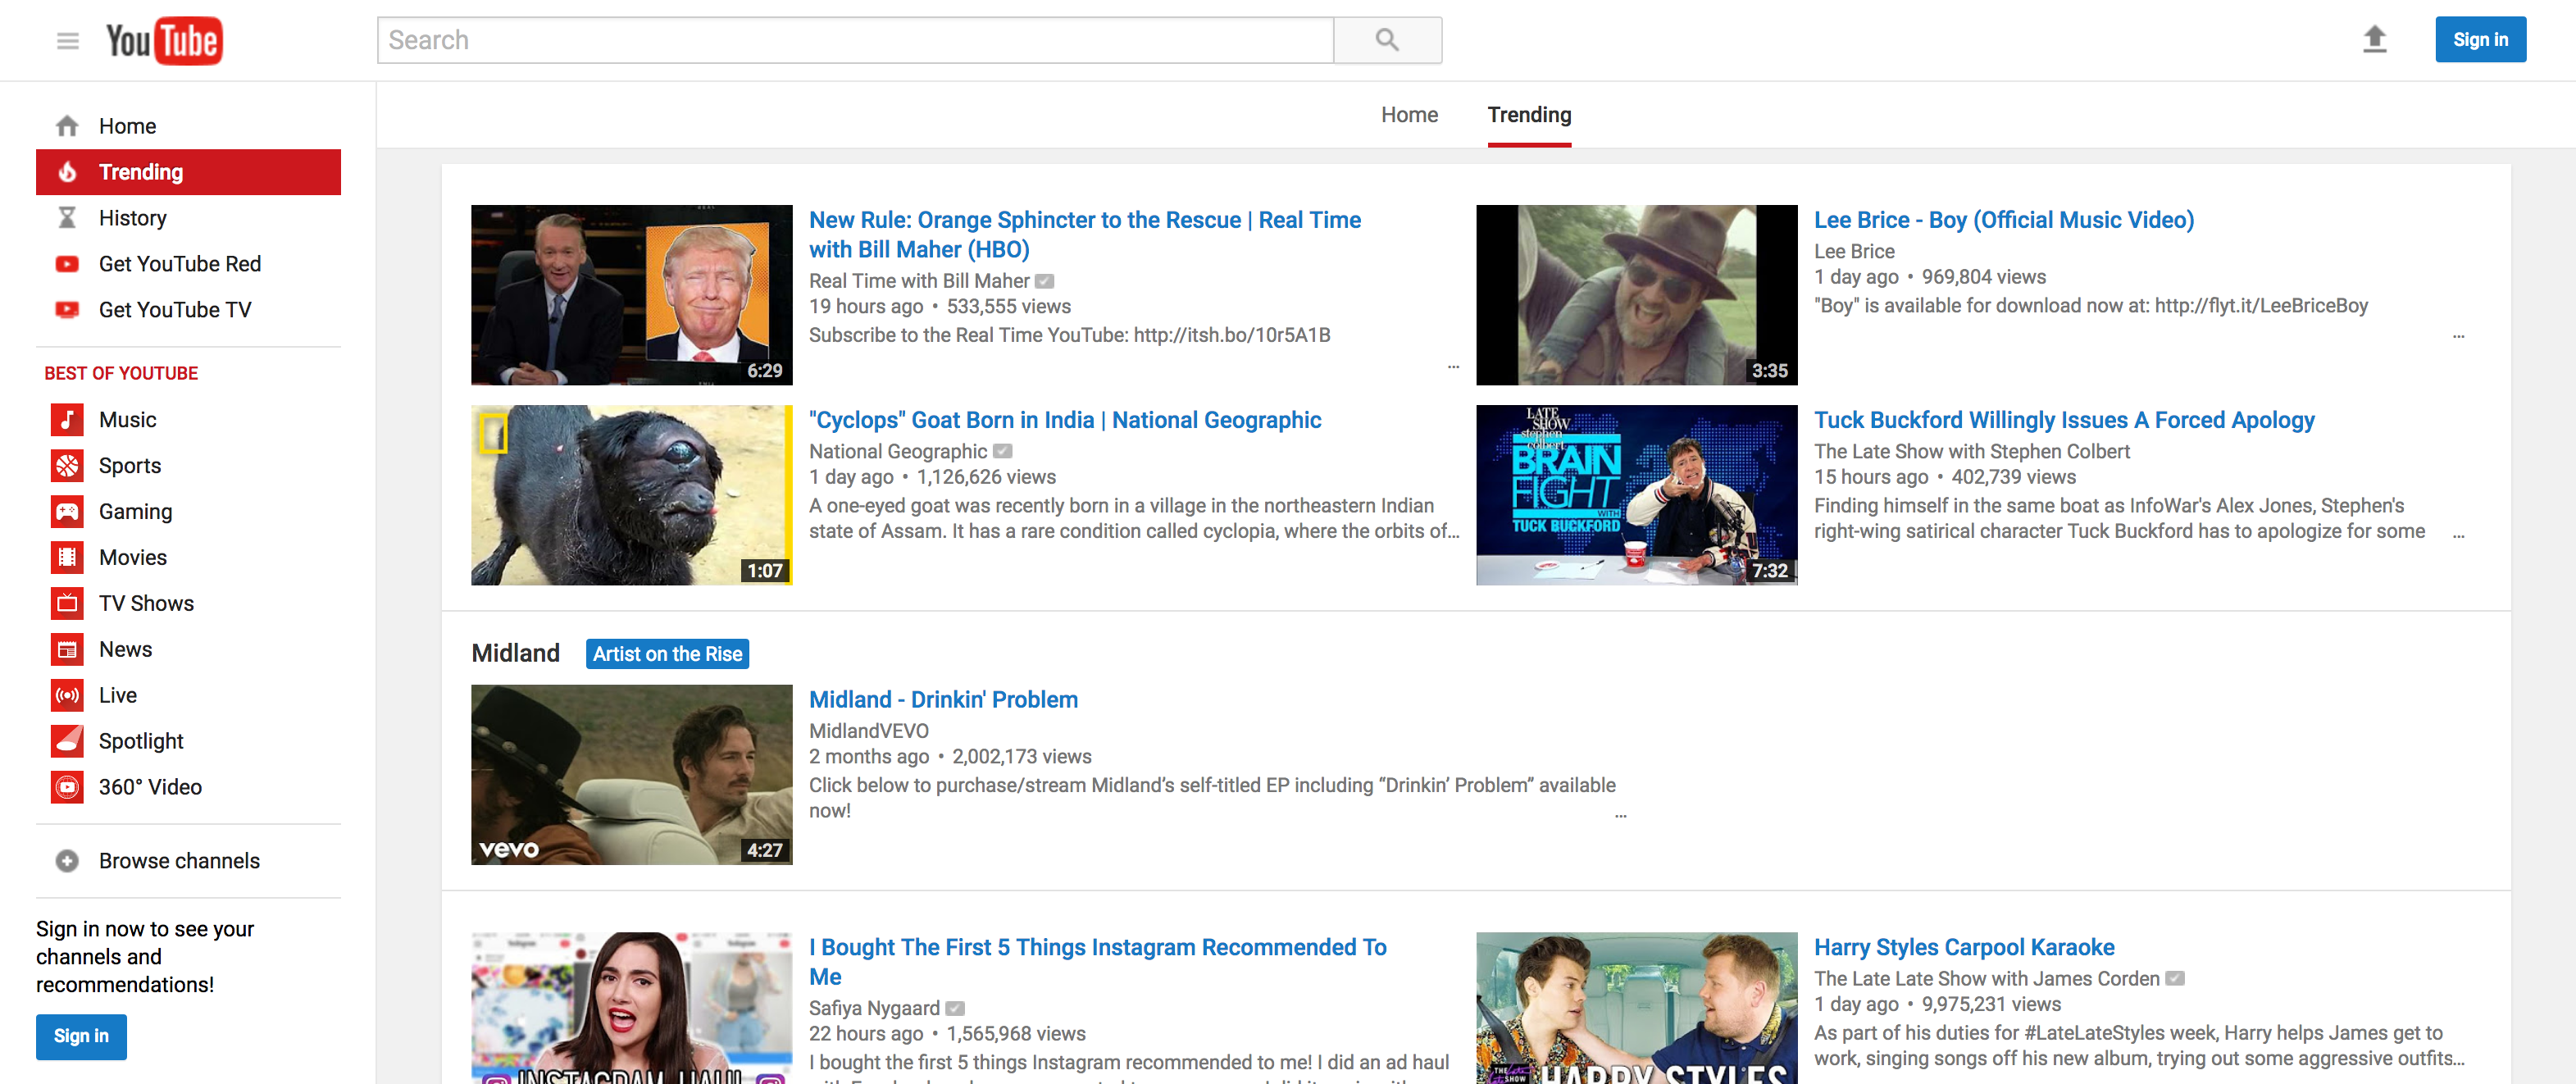 YouTube
Search
Sign in
Home
Trending
Home
Trending
History
Get YouTube Red
Get YouTube TV
BEST OF YOUTUBE
Music
Sports
Gaming
Movies
TV Shows
News
Live
Spotlight
360° Video
Browse channels
Sign in now to see your
channels and
recommendations!
Sign in
6:29
New Rule: Orange Sphincter to the Rescue | Real Time
with Bill Maher (HBO)
Real Time with Bill Maher
19 hours ago • 533,555 views
Subscribe to the Real Time YouTube: http://itsh.bo/10r5A1B
...
3:35
Lee Brice - Boy (Official Music Video)
Lee Brice
1 day ago • 969,804 views
"Boy" is available for download now at: http://flyt.it/LeeBriceBoy
...
1:07
"Cyclops" Goat Born in India | National Geographic
National Geographic
1 day ago • 1,126,626 views
A one-eyed goat was recently born in a village in the northeastern Indian
state of Assam. It has a rare condition called cyclopia, where the orbits of...
LATE
SHOW
stephen
colbert
BRAIN
FIGHT
WITH
TUCK BUCKFORD
7:32
Tuck Buckford Willingly Issues A Forced Apology
The Late Show with Stephen Colbert
15 hours ago • 402,739 views
Finding himself in the same boat as InfoWar's Alex Jones, Stephen's
right-wing satirical character Tuck Buckford has to apologize for some ...
Midland
Artist on the Rise
vevo
4:27
Midland - Drinkin' Problem
MidlandVEVO
2 months ago • 2,002,173 views
Click below to purchase/stream Midland’s self-titled EP including “Drinkin’ Problem” available
now!
...
INSTAGRAM HAUL
I Bought The First 5 Things Instagram Recommended To
Me
Safiya Nygaard
22 hours ago • 1,565,968 views
I bought the first 5 things Instagram recommended to me! I did an ad haul
THE LATE LATE SHOW
HARRY STYLES
Harry Styles Carpool Karaoke
The Late Late Show with James Corden
1 day ago • 9,975,231 views
As part of his duties for #LateLateStyles week, Harry helps James get to
work, singing songs off his new album, trying out some aggressive outfits...